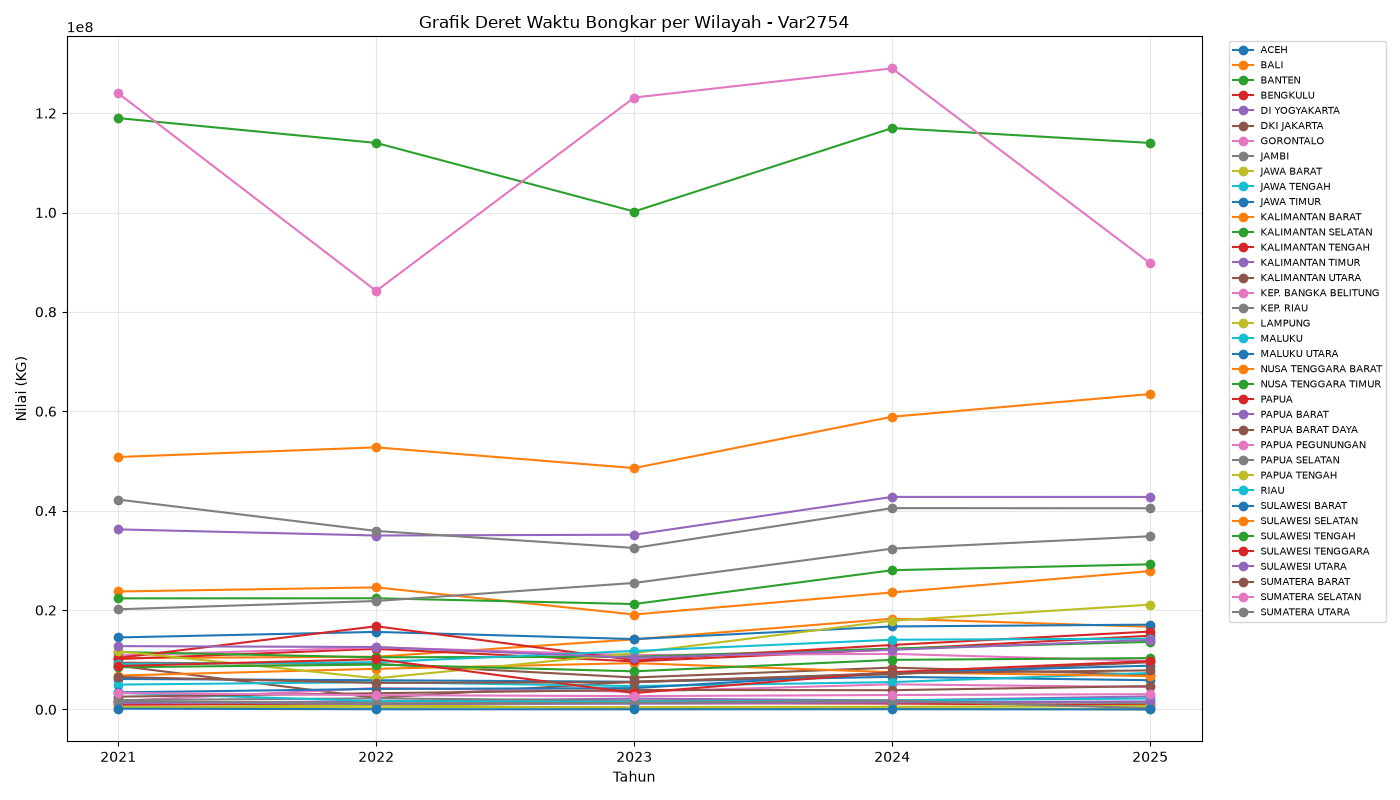 Grafik Deret Waktu Bongkar per Wilayah - Var2754
1e8
1.2
1.0
0.8
0.6
0.4
0.2
0.0
Nilai (KG)
2021 2022 2023 2024 2025
Tahun
ACEH
BALI
BANTEN
BENGKULU
DI YOGYAKARTA
DKI JAKARTA
GORONTALO
JAMBI
JAWA BARAT
JAWA TENGAH
JAWA TIMUR
KALIMANTAN BARAT
KALIMANTAN SELATAN
KALIMANTAN TENGAH
KALIMANTAN TIMUR
KALIMANTAN UTARA
KEP. BANGKA BELITUNG
KEP. RIAU
LAMPUNG
MALUKU
MALUKU UTARA
NUSA TENGGARA BARAT
NUSA TENGGARA TIMUR
PAPUA
PAPUA BARAT
PAPUA BARAT DAYA
PAPUA PEGUNUNGAN
PAPUA SELATAN
PAPUA TENGAH
RIAU
SULAWESI BARAT
SULAWESI SELATAN
SULAWESI TENGAH
SULAWESI TENGGARA
SULAWESI UTARA
SUMATERA BARAT
SUMATERA SELATAN
SUMATERA UTARA